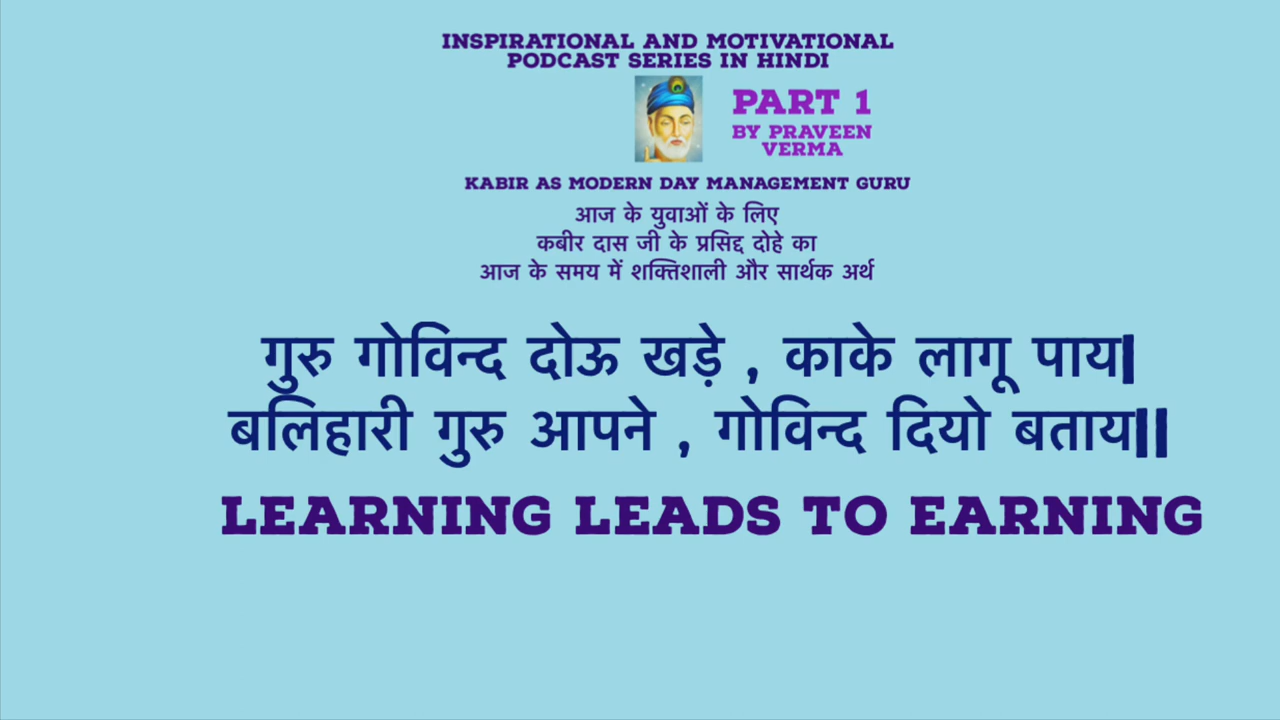 INSPIRATIONAL AND MOTIVATIONAL
PODCAST SERIES IN HINDI
PART 1
BY PRAVEEN
VERMA
KABIR AS MODERN DAY MANAGEMENT GURU
आज के युवाओं के लिए
कबीर दास जी के प्रसिद्द दोहे का
आज के समय में शक्तिशाली और सार्थक अर्थ
गुरु गोविन्द दोऊ खड़े , काके लागू पाय|
बलिहारी गुरु आपने , गोविन्द दियो बताय||
LEARNING LEADS TO EARNING